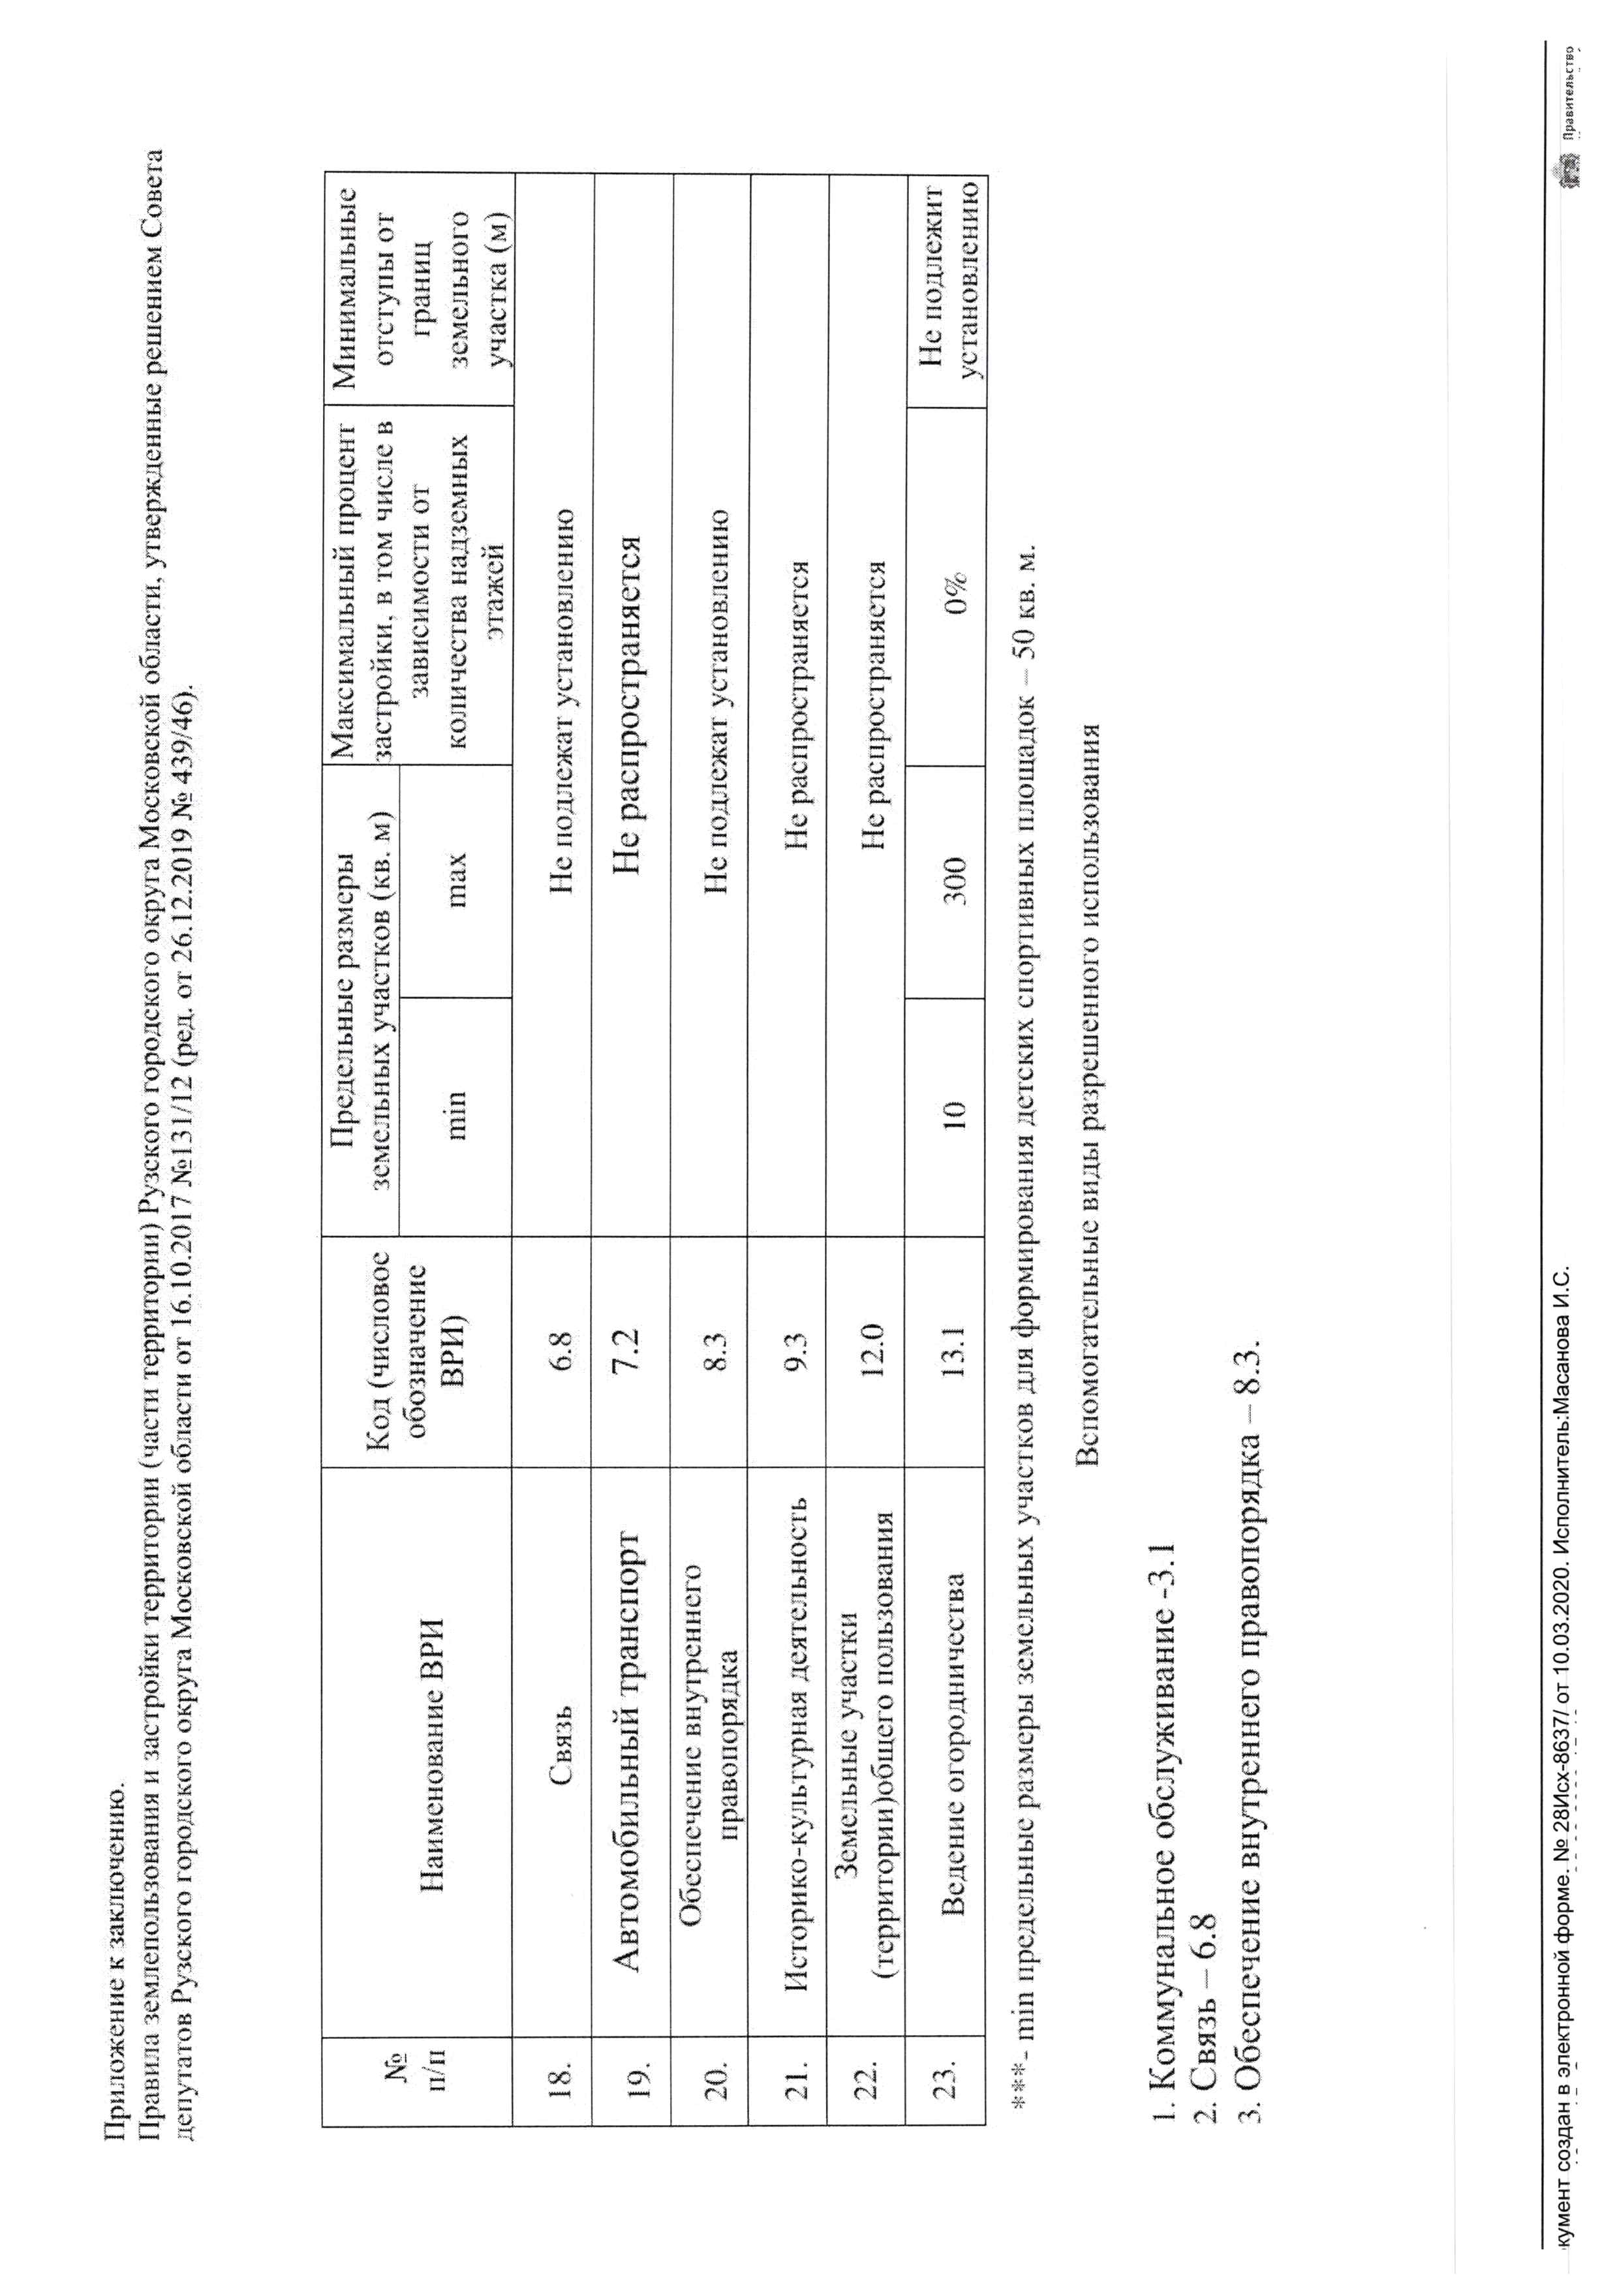 Приложение к заключению.
Правила землепользования и застройки территории (части территории) Рузского городского округа Московской области, утвержденные решением Совета
депутатов Рузского городского округа Московской области от 16.10.2017 №131/12 (ред. от 26.12.2019 № 439/46).
№ п/п
Наименование ВРИ
Код (числовое обозначение ВРИ)
Предельные размеры земельных участков (кв. м)
min
max
Максимальный процент застройки, в том числе в зависимости от количества надземных этажей
Минимальные отступы от границ земельного участка (м)
18. Связь 6.8 Не подлежат установлению
19. Автомобильный транспорт 7.2 Не распространяется
20. Обеспечение внутреннего правопорядка 8.3 Не подлежат установлению
21. Историко-культурная деятельность 9.3 Не распространяется
22. Земельные участки (территории)общего пользования 12.0 Не распространяется
23. Ведение огородничества 13.1 10 300 0% Не подлежит установлению
***- min предельные размеры земельных участков для формирования детских спортивных площадок – 50 кв. м.
Вспомогательные виды разрешенного использования
1. Коммунальное обслуживание -3.1
2. Связь – 6.8
3. Обеспечение внутреннего правопорядка – 8.3.
кумент создан в электронной форме. № 28Исх-8637/ от 10.03.2020. Исполнитель:Масанова И.С.
Правительство